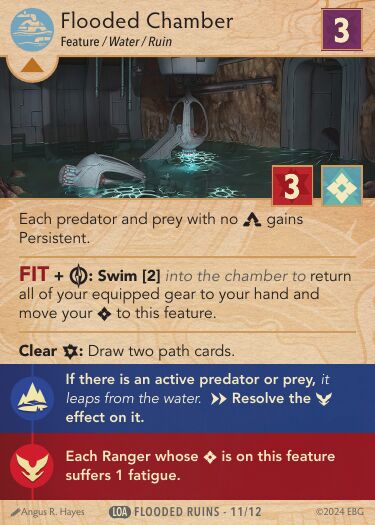 Flooded Chamber
3
Feature / Water / Ruin
3
Each predator and prey with no gains
Persistent.
FIT + : Swim [2] into the chamber to return
all of your equipped gear to your hand and
move your to this feature.
Clear : Draw two path cards.
If there is an active predator or prey, it
leaps from the water. Resolve the
effect on it.
Each Ranger whose is on this feature
suffers 1 fatigue.
Angus R. Hayes LOA FLOODED RUINS - 11/12 ©2024 EBG